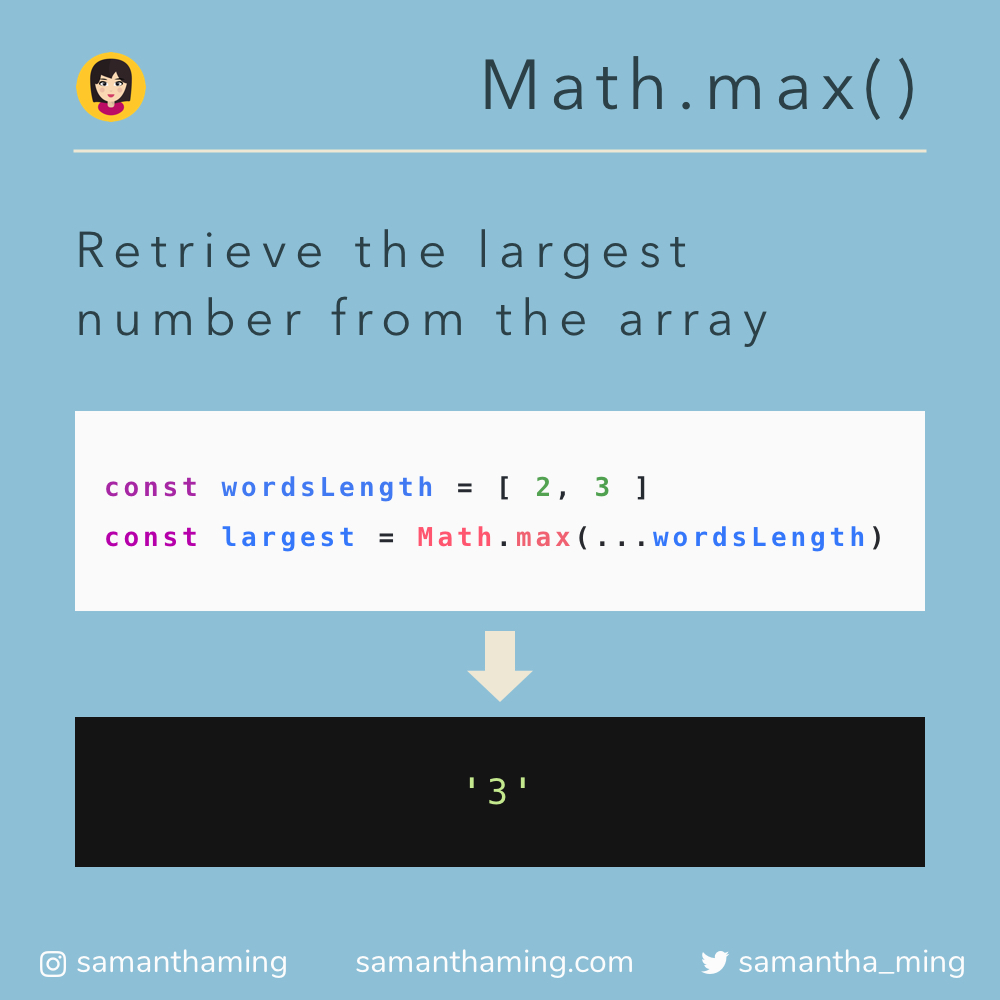 Math.max()
Retrieve the largest
number from the array
const wordsLength = [ 2, 3 ]
const largest = Math.max(...wordsLength)
'3'
samanthaming samanthaming.com samantha_ming